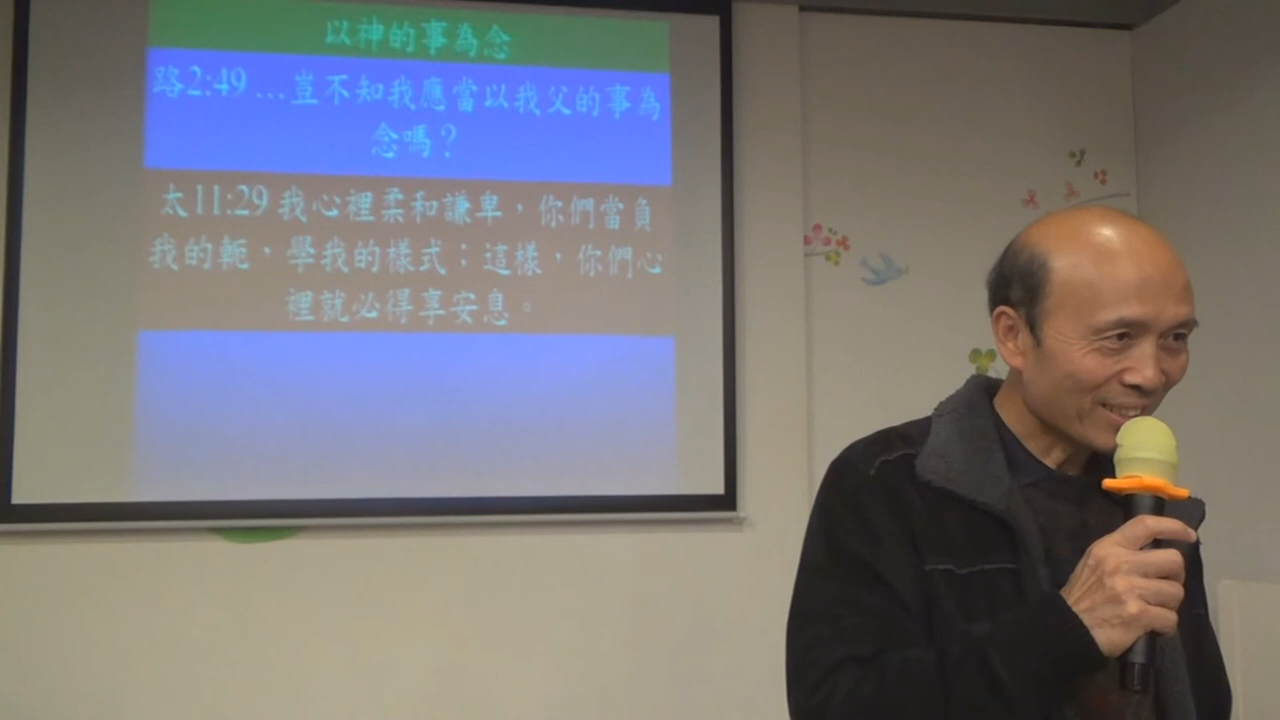 以神的事為念
路2:49 …豈不知我應當以我父的事為
念嗎？
太11:29 我心裡柔和謙卑，你們當負
我的軛，學我的樣式；這樣，你們心
裡就必得享安息。